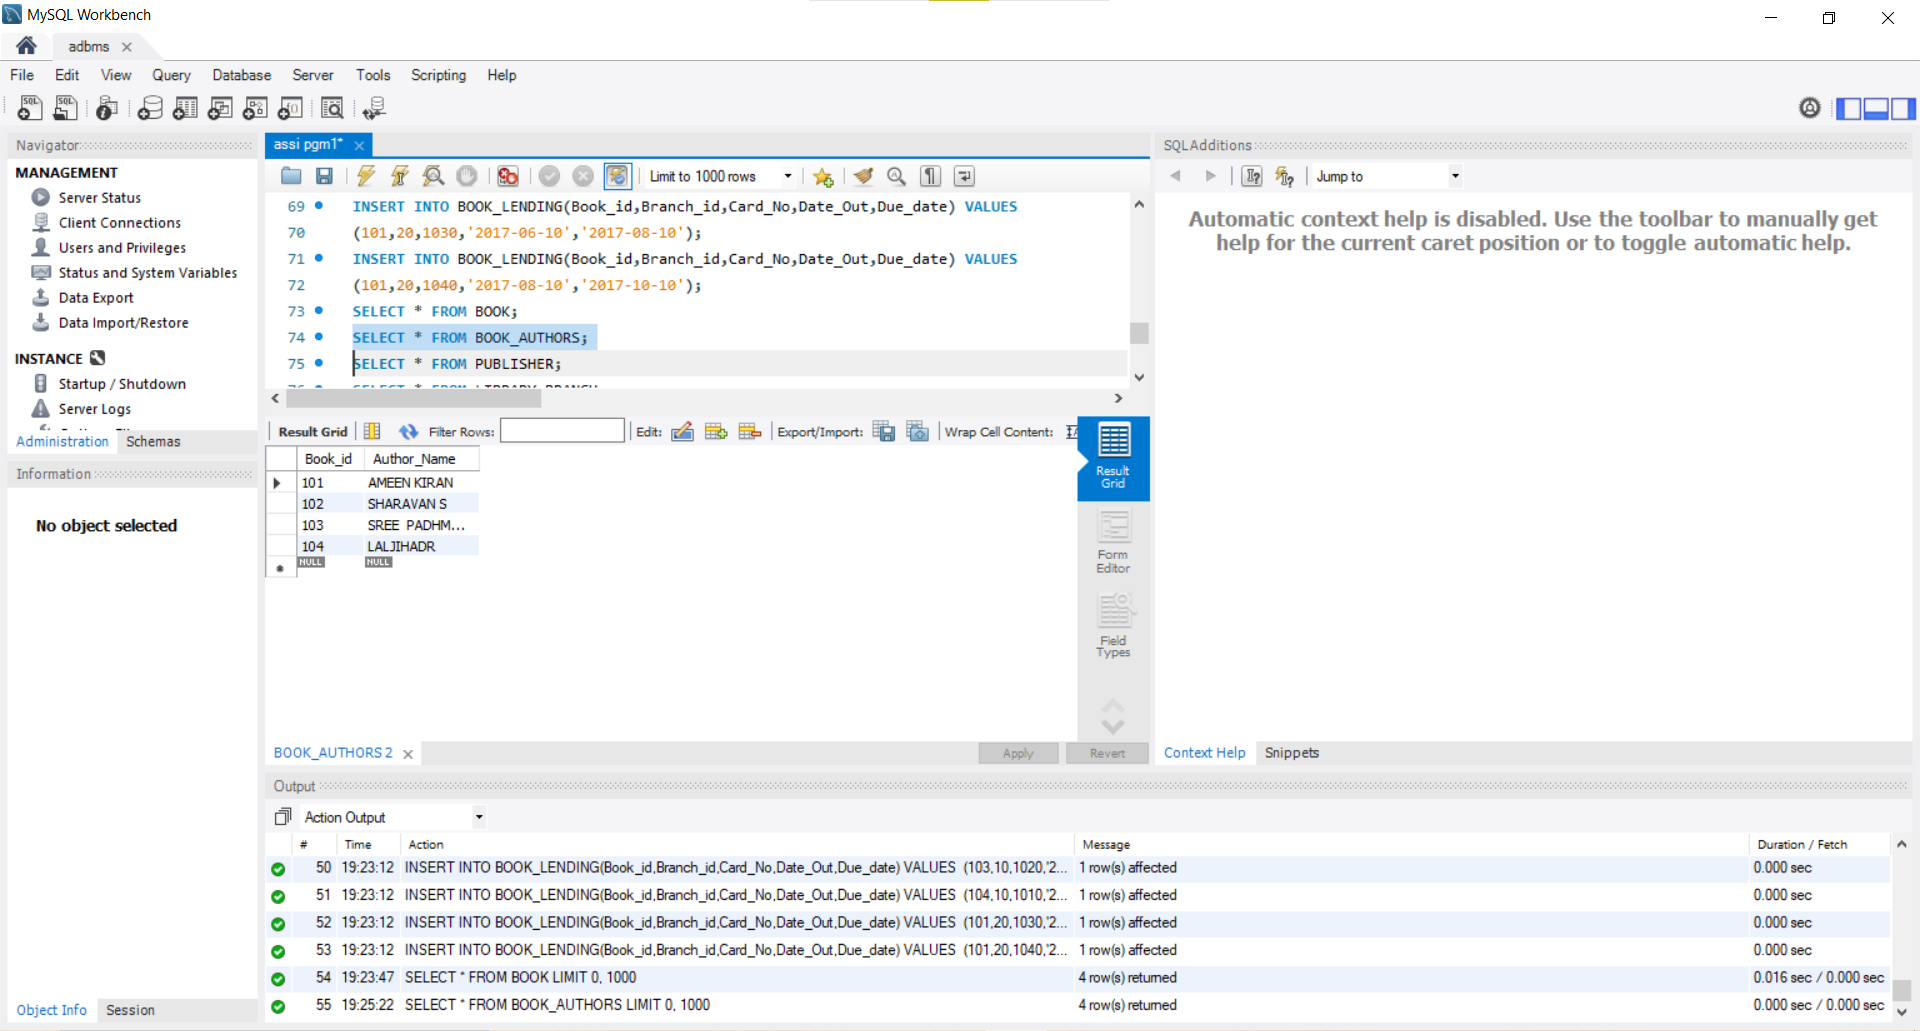 MySQL Workbench
adbms
File Edit View Query Database Server Tools Scripting Help
Navigator
MANAGEMENT
Server Status
Client Connections
Users and Privileges
Status and System Variables
Data Export
Data Import/Restore
INSTANCE
Startup / Shutdown
Server Logs
Administration Schemas
Information
No object selected
Object Info Session
assi pgm1*
Limit to 1000 rows
69 INSERT INTO BOOK_LENDING(Book_id,Branch_id,Card_No,Date_Out,Due_date) VALUES
70 (101,20,1030,'2017-06-10','2017-08-10');
71 INSERT INTO BOOK_LENDING(Book_id,Branch_id,Card_No,Date_Out,Due_date) VALUES
72 (101,20,1040,'2017-08-10','2017-10-10');
73 SELECT * FROM BOOK;
74 SELECT * FROM BOOK_AUTHORS;
75 SELECT * FROM PUBLISHER;
Result Grid Filter Rows: Edit: Export/Import: Wrap Cell Content:
Book_id Author_Name
101 AMEEN KIRAN
102 SHARAVAN S
103 SREE PADHM...
104 LALJIHADR
NULL NULL
Result
Grid
Form
Editor
Field
Types
BOOK_AUTHORS 2
Apply Revert
SQLAdditions
Jump to
Automatic context help is disabled. Use the toolbar to manually get
help for the current caret position or to toggle automatic help.
Context Help Snippets
Output
Action Output
# Time Action Message Duration / Fetch
50 19:23:12 INSERT INTO BOOK_LENDING(Book_id,Branch_id,Card_No,Date_Out,Due_date) VALUES (103,10,1020,'2... 1 row(s) affected 0.000 sec
51 19:23:12 INSERT INTO BOOK_LENDING(Book_id,Branch_id,Card_No,Date_Out,Due_date) VALUES (104,10,1010,'2... 1 row(s) affected 0.000 sec
52 19:23:12 INSERT INTO BOOK_LENDING(Book_id,Branch_id,Card_No,Date_Out,Due_date) VALUES (101,20,1030,'2... 1 row(s) affected 0.000 sec
53 19:23:12 INSERT INTO BOOK_LENDING(Book_id,Branch_id,Card_No,Date_Out,Due_date) VALUES (101,20,1040,'2... 1 row(s) affected 0.000 sec
54 19:23:47 SELECT * FROM BOOK LIMIT 0, 1000 4 row(s) returned 0.016 sec / 0.000 sec
55 19:25:22 SELECT * FROM BOOK_AUTHORS LIMIT 0, 1000 4 row(s) returned 0.000 sec / 0.000 sec